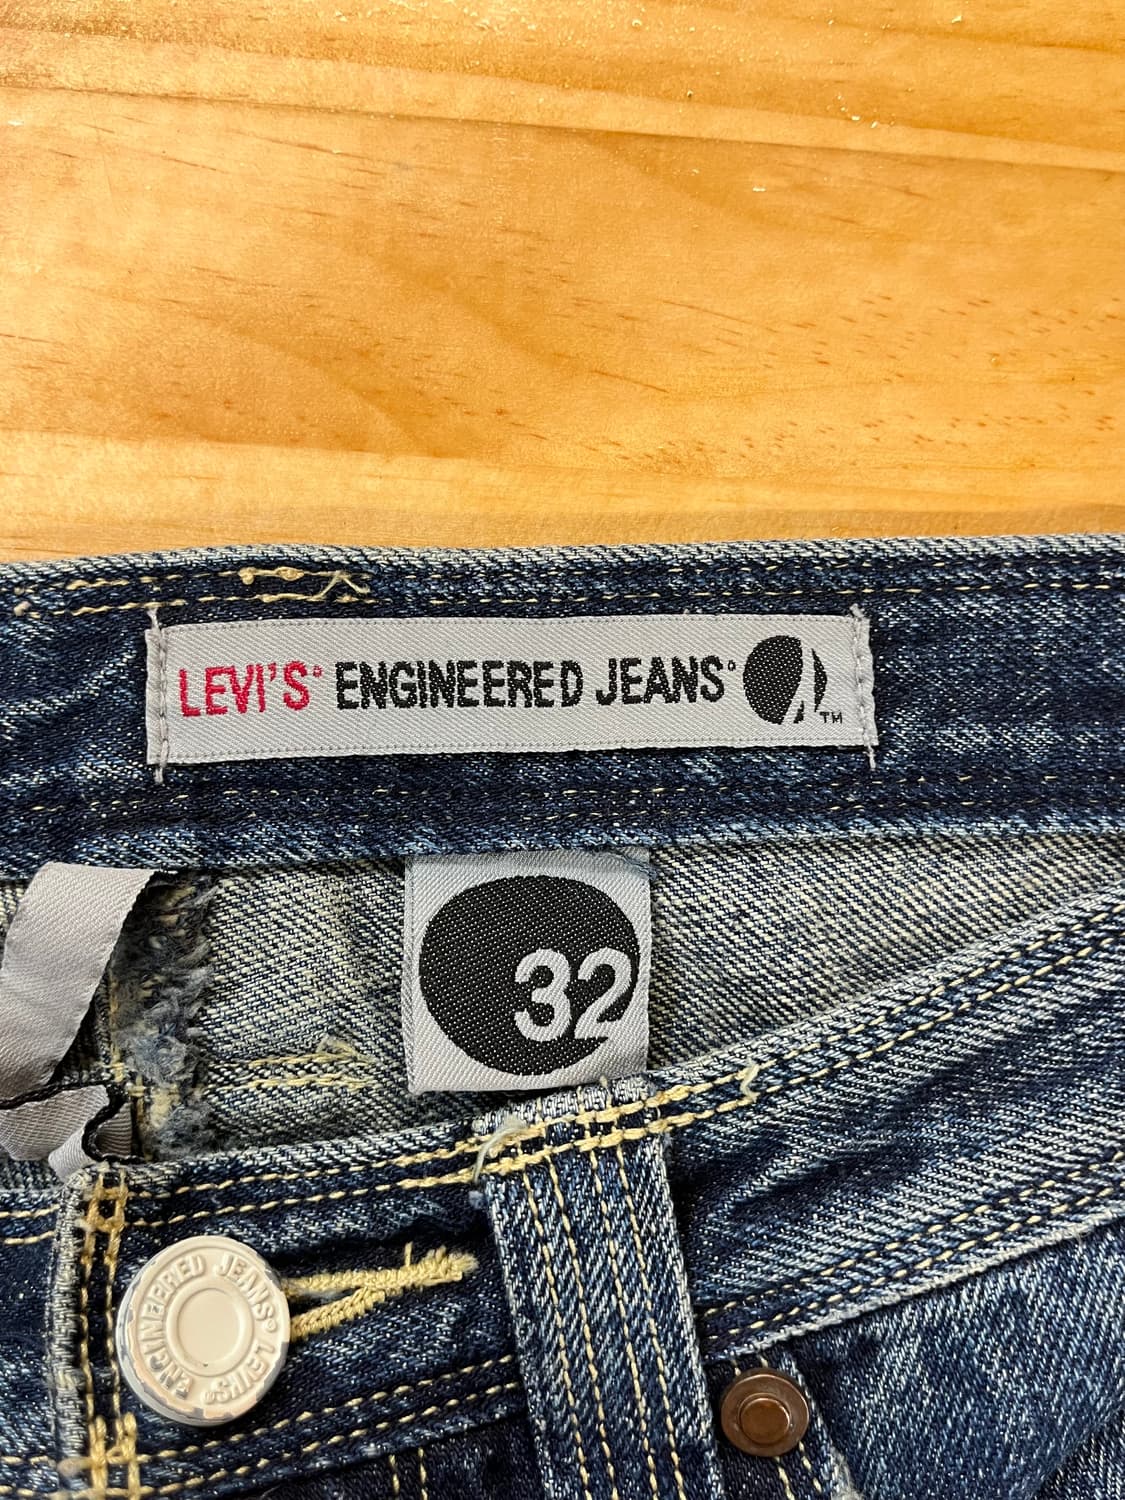 LEVI'S® ENGINEERED JEANS® ™
32
ENGINEERED JEANS® LEVI'S®